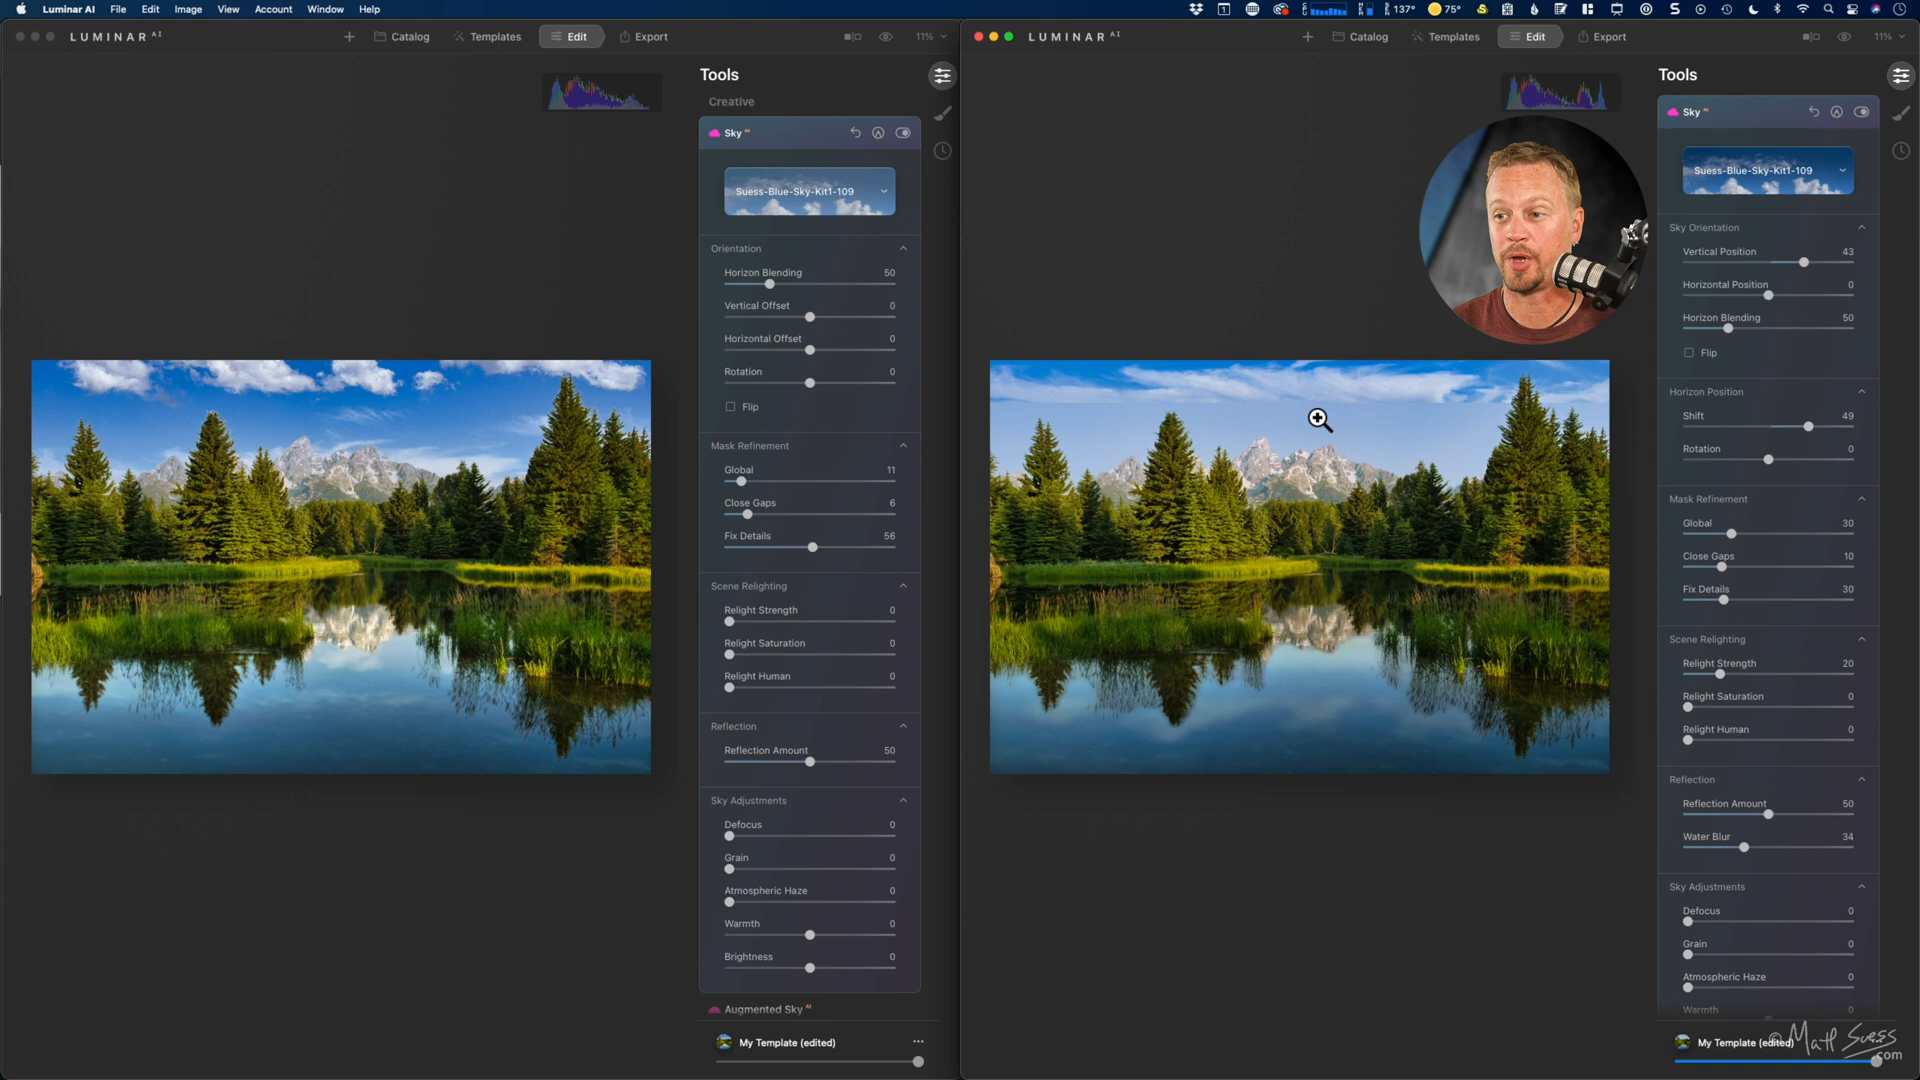 Luminar AI File Edit Image View Account Window Help
1 137° 75°
LUMINAR AI Catalog Templates Edit Export 11%
Tools
Creative
Sky AI
Suess-Blue-Sky-Kit1-109
Orientation
Horizon Blending 50
Vertical Offset 0
Horizontal Offset 0
Rotation 0
Flip
Mask Refinement
Global 11
Close Gaps 6
Fix Details 56
Scene Relighting
Relight Strength 0
Relight Saturation 0
Relight Human 0
Reflection
Reflection Amount 50
Sky Adjustments
Defocus 0
Grain 0
Atmospheric Haze 0
Warmth 0
Brightness 0
Augmented Sky AI
My Template (edited)
LUMINAR AI Catalog Templates Edit Export 11%
Tools
Sky AI
Suess-Blue-Sky-Kit1-109
Sky Orientation
Vertical Position 43
Horizontal Position 0
Horizon Blending 50
Flip
Horizon Position
Shift 49
Rotation 0
Mask Refinement
Global 30
Close Gaps 10
Fix Details 30
Scene Relighting
Relight Strength 20
Relight Saturation 0
Relight Human 0
Reflection
Reflection Amount 50
Water Blur 34
Sky Adjustments
Defocus 0
Grain 0
Atmospheric Haze 0
Warmth 0
My Template (edited)
© Matt Suess
.com